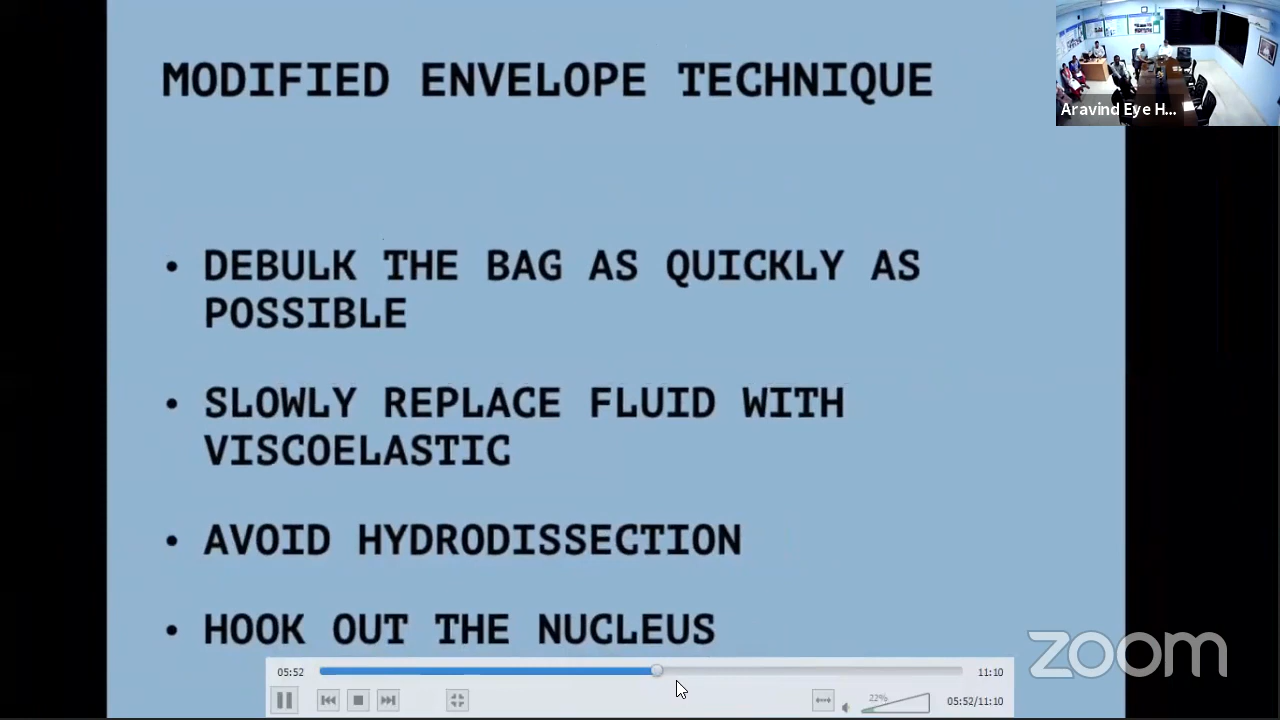 MODIFIED ENVELOPE TECHNIQUE
Aravind Eye H...
• DEBULK THE BAG AS QUICKLY AS
POSSIBLE
• SLOWLY REPLACE FLUID WITH
VISCOELASTIC
• AVOID HYDRODISSECTION
• HOOK OUT THE NUCLEUS
zoom
05:52
11:10
22%
05:52/11:10